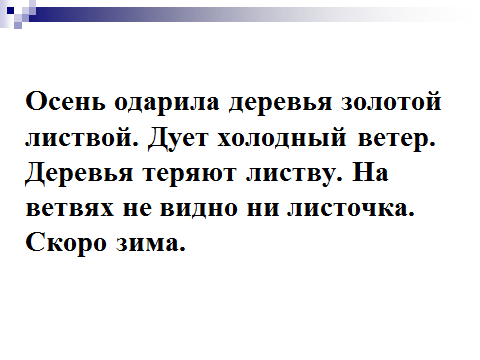 Осень одарила деревья золотой
листвой. Дует холодный ветер.
Деревья теряют листву. На
ветвях не видно ни листочка.
Скоро зима.